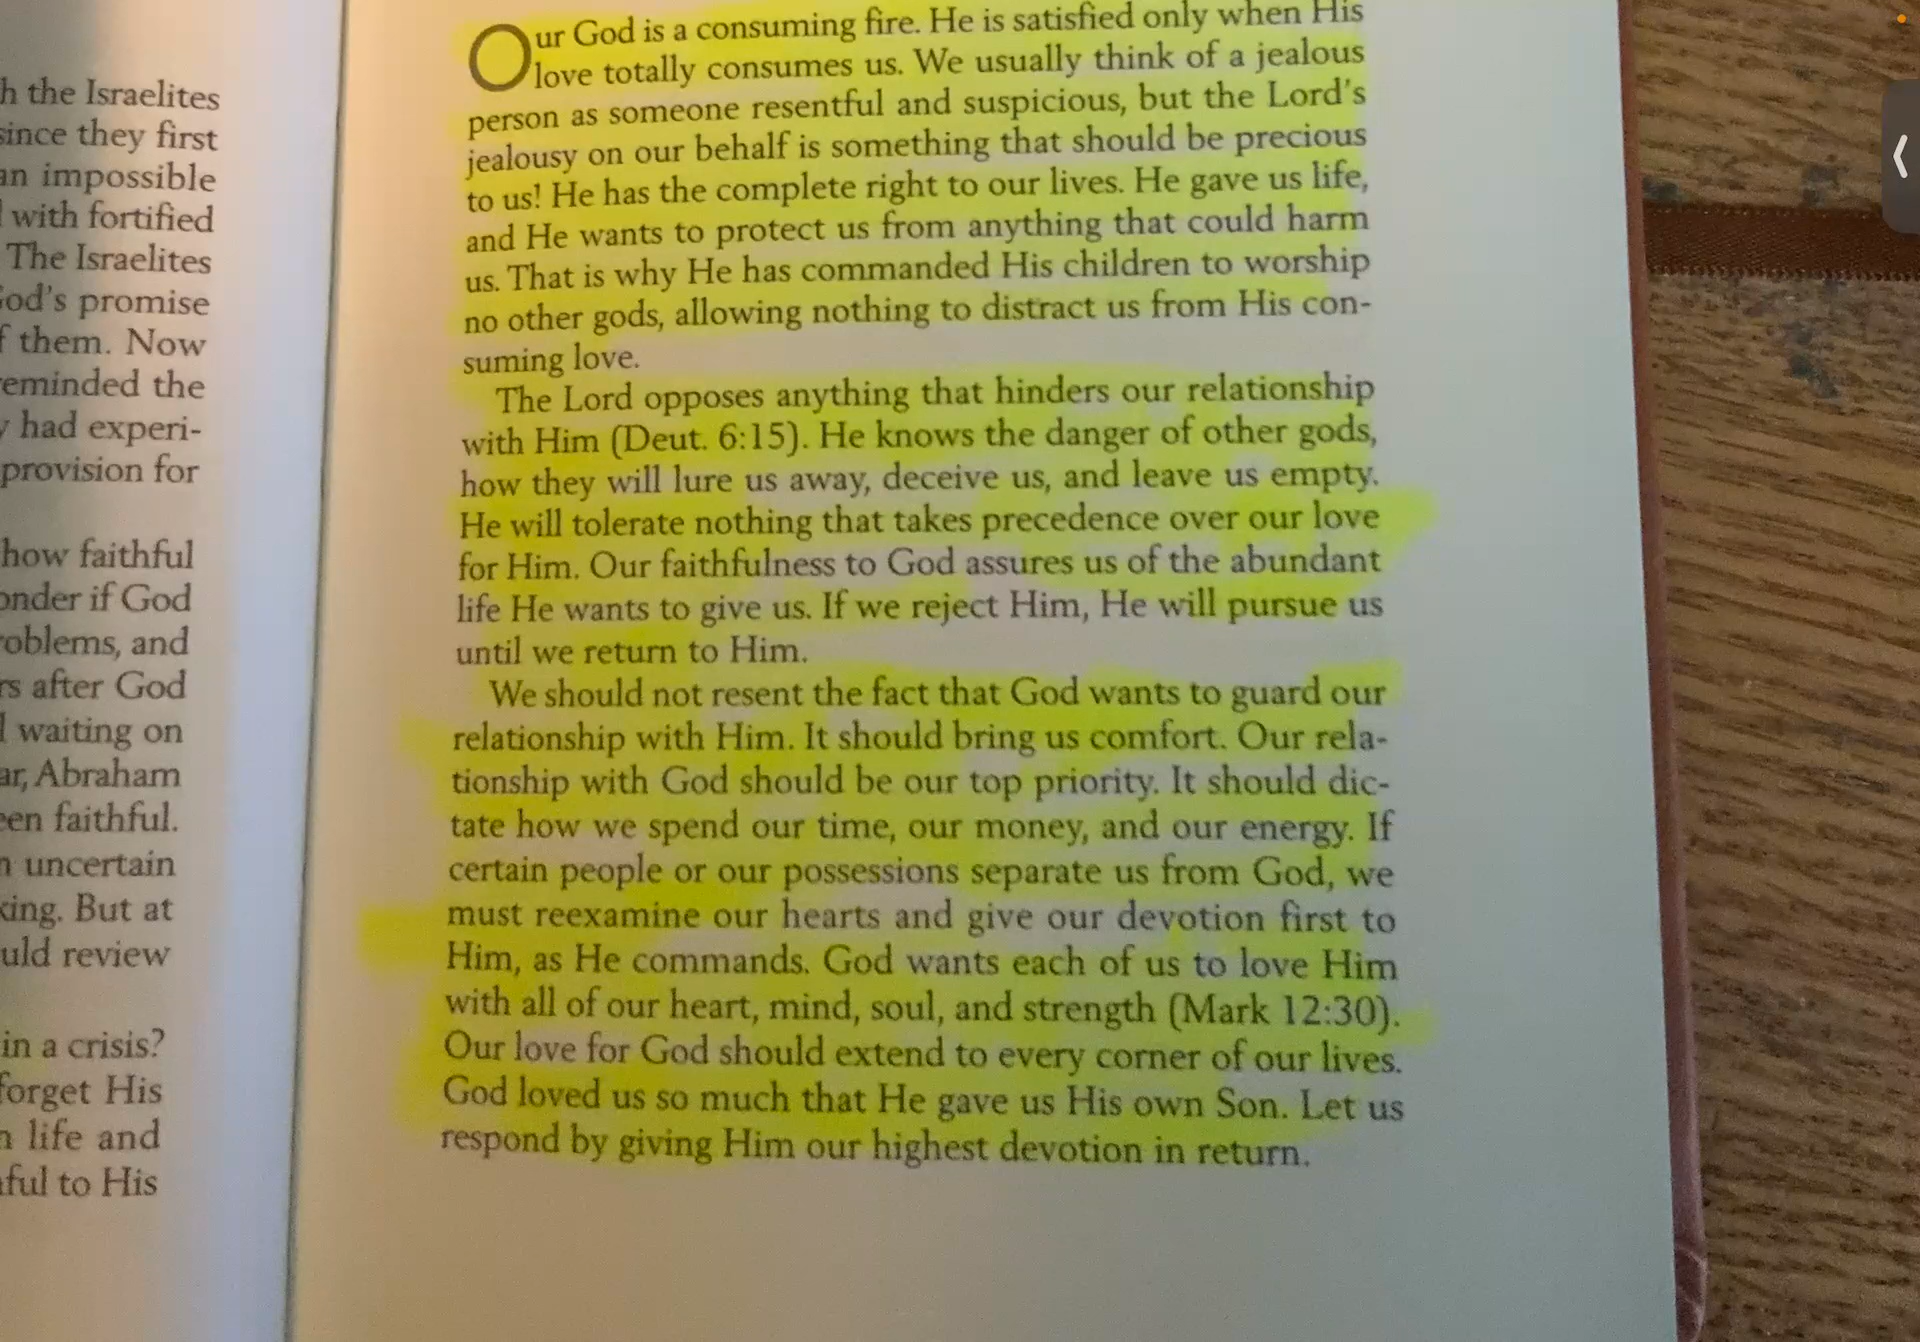 h the Israelites
since they first
an impossible
with fortified
The Israelites
God's promise
f them. Now
reminded the
y had experi-
provision for
how faithful
onder if God
roblems, and
rs after God
l waiting on
ar, Abraham
een faithful.
n uncertain
king. But at
uld review
in a crisis?
forget His
n life and
ful to His
Our God is a consuming fire. He is satisfied only when His
love totally consumes us. We usually think of a jealous
person as someone resentful and suspicious, but the Lord's
jealousy on our behalf is something that should be precious
to us! He has the complete right to our lives. He gave us life,
and He wants to protect us from anything that could harm
us. That is why He has commanded His children to worship
no other gods, allowing nothing to distract us from His con-
suming love.
The Lord opposes anything that hinders our relationship
with Him (Deut. 6:15). He knows the danger of other gods,
how they will lure us away, deceive us, and leave us empty.
He will tolerate nothing that takes precedence over our love
for Him. Our faithfulness to God assures us of the abundant
life He wants to give us. If we reject Him, He will pursue us
until we return to Him.
We should not resent the fact that God wants to guard our
relationship with Him. It should bring us comfort. Our rela-
tionship with God should be our top priority. It should dic-
tate how we spend our time, our money, and our energy. If
certain people or our possessions separate us from God, we
must reexamine our hearts and give our devotion first to
Him, as He commands. God wants each of us to love Him
with all of our heart, mind, soul, and strength (Mark 12:30).
Our love for God should extend to every corner of our lives.
God loved us so much that He gave us His own Son. Let us
respond by giving Him our highest devotion in return.